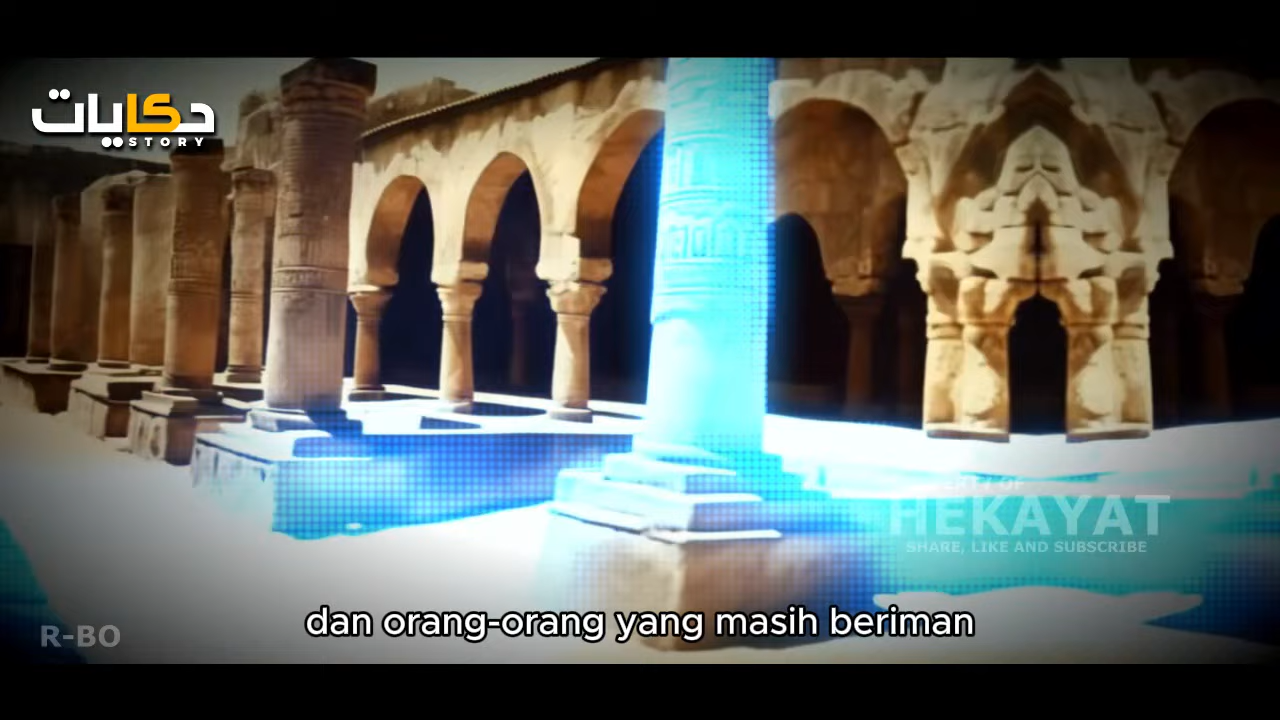 حكايات
STORY
HEKAYAT
SHARE, LIKE AND SUBSCRIBE
dan orang-orang yang masih beriman
R-BO